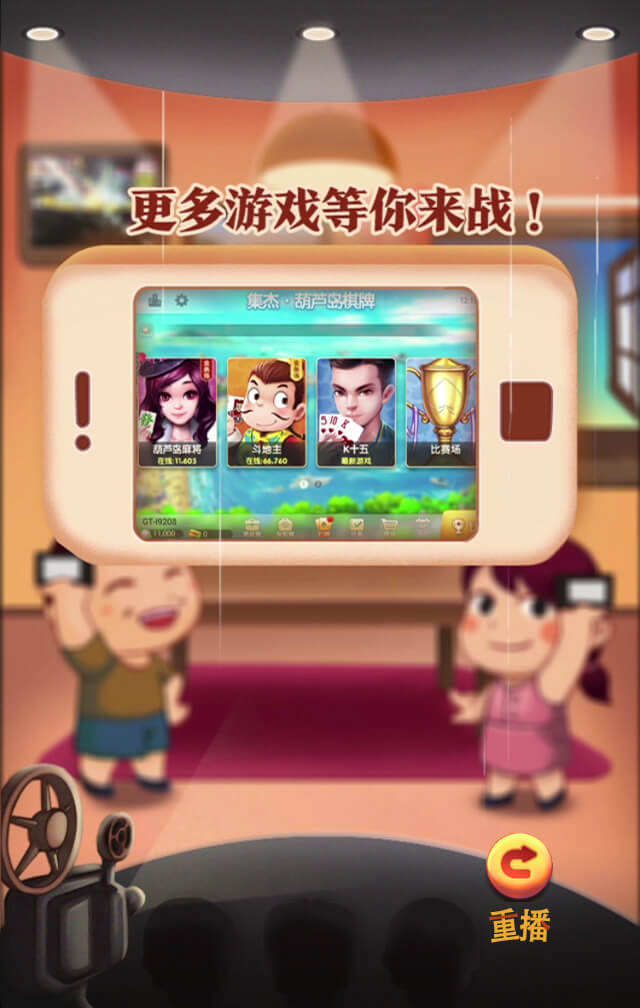 更多游戏等你来战！
集杰·葫芦岛棋牌
葫芦岛麻将
在线:11.605
斗地主
在线:66.760
K十五
最新游戏
比赛场
GT-I9208
11,000
0
重播